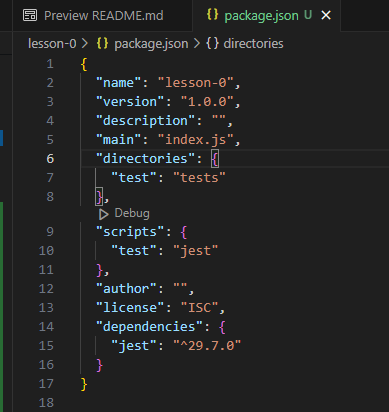 Preview README.md
package.json U
lesson-0 > package.json > directories
1 {
2 "name": "lesson-0",
3 "version": "1.0.0",
4 "description": "",
5 "main": "index.js",
6 "directories": {
7 "test": "tests"
8 },
Debug
9 "scripts": {
10 "test": "jest"
11 },
12 "author": "",
13 "license": "ISC",
14 "dependencies": {
15 "jest": "^29.7.0"
16 }
17 }
18